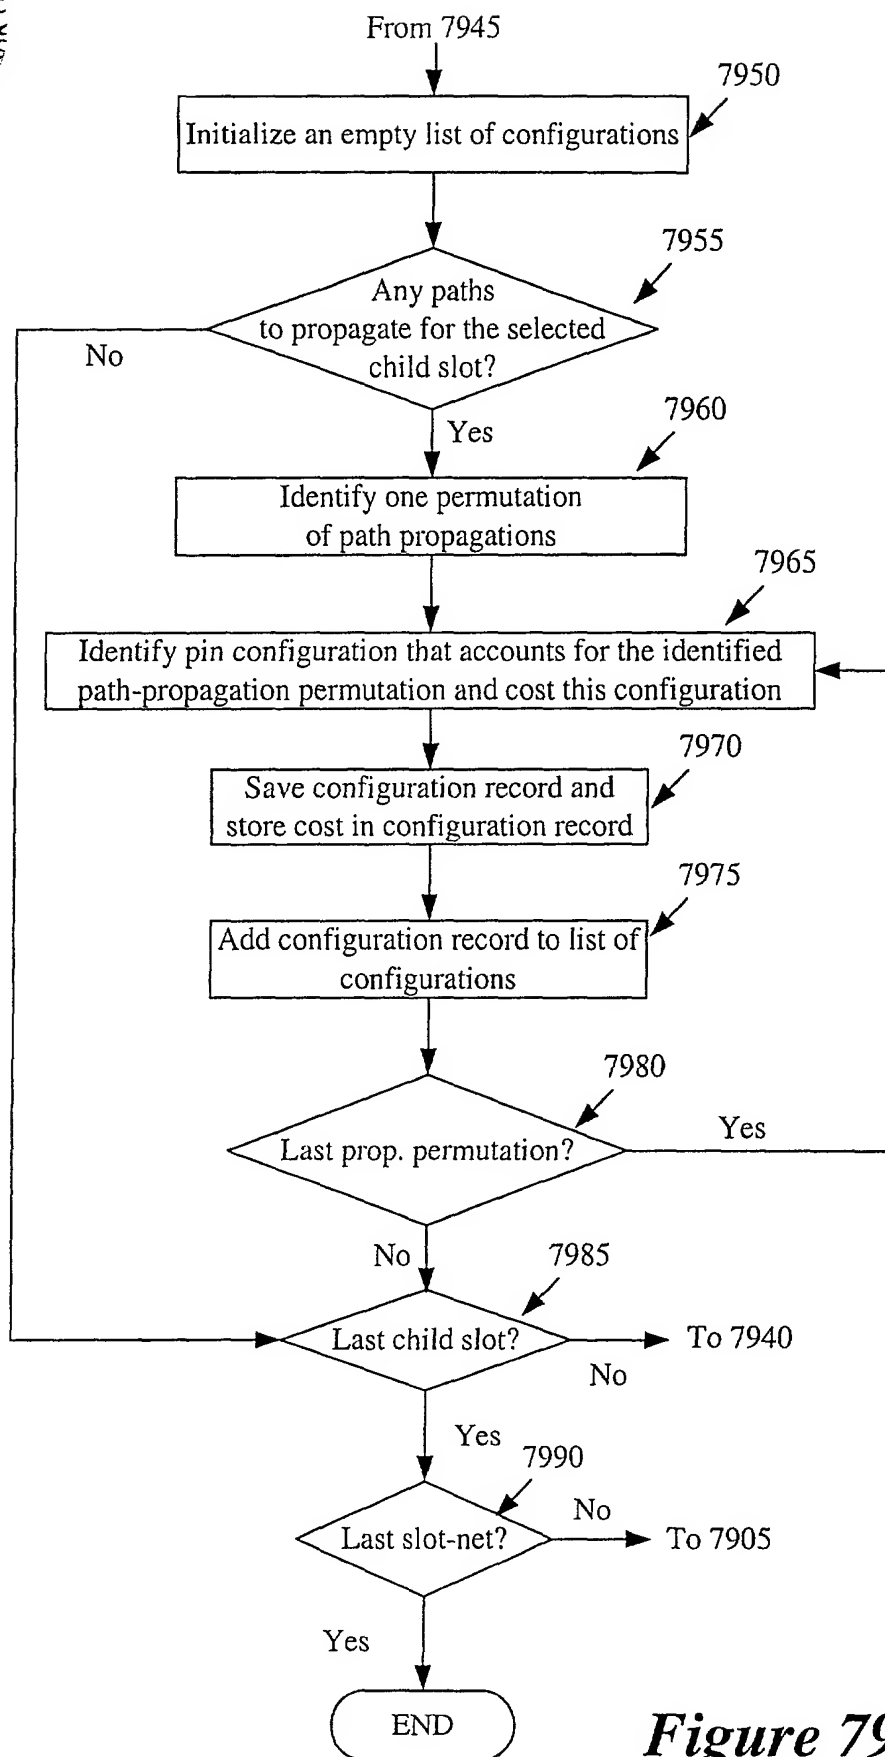 From 7945
7950
Initialize an empty list of configurations
7955
Any paths
to propagate for the selected
child slot?
No
Yes
7960
Identify one permutation
of path propagations
7965
Identify pin configuration that accounts for the identified
path-propagation permutation and cost this configuration
7970
Save configuration record and
store cost in configuration record
7975
Add configuration record to list of
configurations
7980
Last prop. permutation?
Yes
No
7985
Last child slot?
To 7940
No
Yes
7990
Last slot-net?
No
To 7905
Yes
END
Figure 79